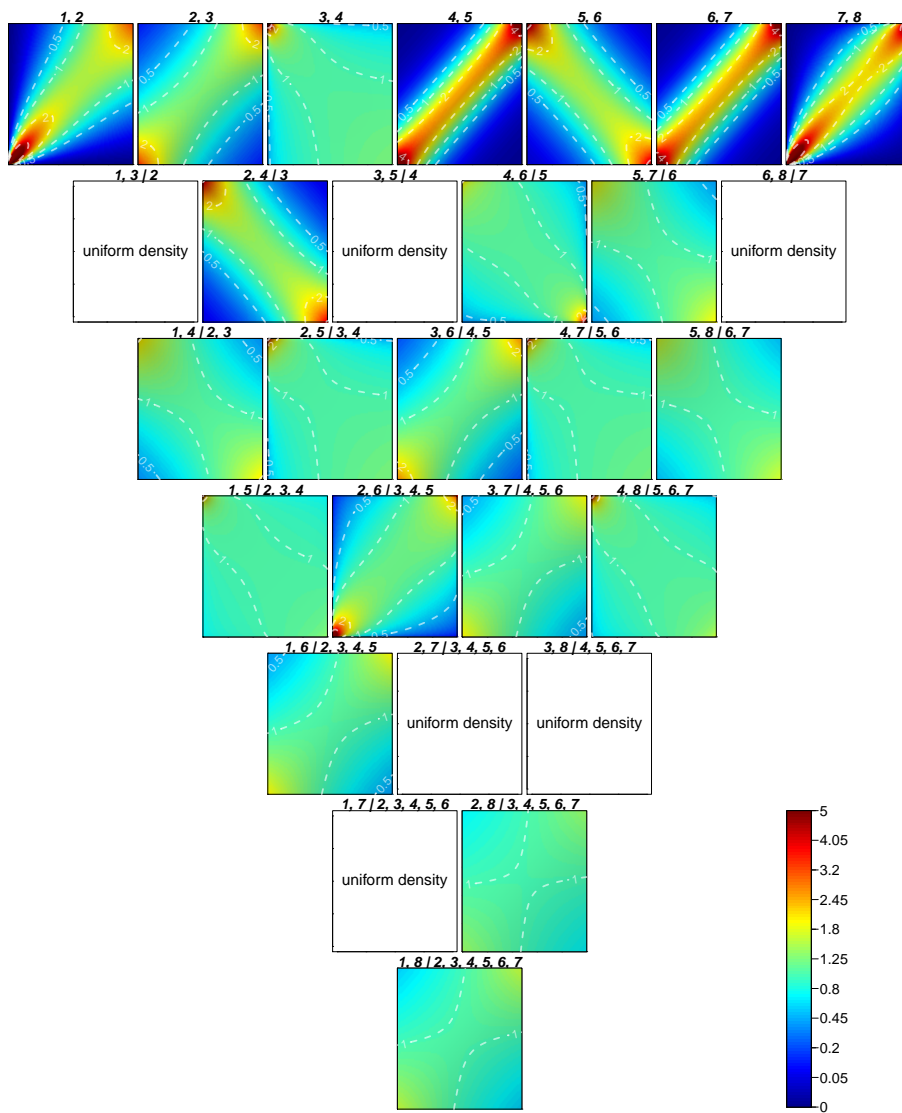 1, 2 2, 3 3, 4 4, 5 5, 6 6, 7 7, 8
1, 3 | 2 2, 4 | 3 3, 5 | 4 4, 6 | 5 5, 7 | 6 6, 8 | 7
uniform density uniform density uniform density
1, 4 | 2, 3 2, 5 | 3, 4 3, 6 | 4, 5 4, 7 | 5, 6 5, 8 | 6, 7
1, 5 | 2, 3, 4 2, 6 | 3, 4, 5 3, 7 | 4, 5, 6 4, 8 | 5, 6, 7
1, 6 | 2, 3, 4, 5 2, 7 | 3, 4, 5, 6 3, 8 | 4, 5, 6, 7
uniform density uniform density
1, 7 | 2, 3, 4, 5, 6 2, 8 | 3, 4, 5, 6, 7
uniform density
1, 8 | 2, 3, 4, 5, 6, 7
5
4.05
3.2
2.45
1.8
1.25
0.8
0.45
0.2
0.05
0